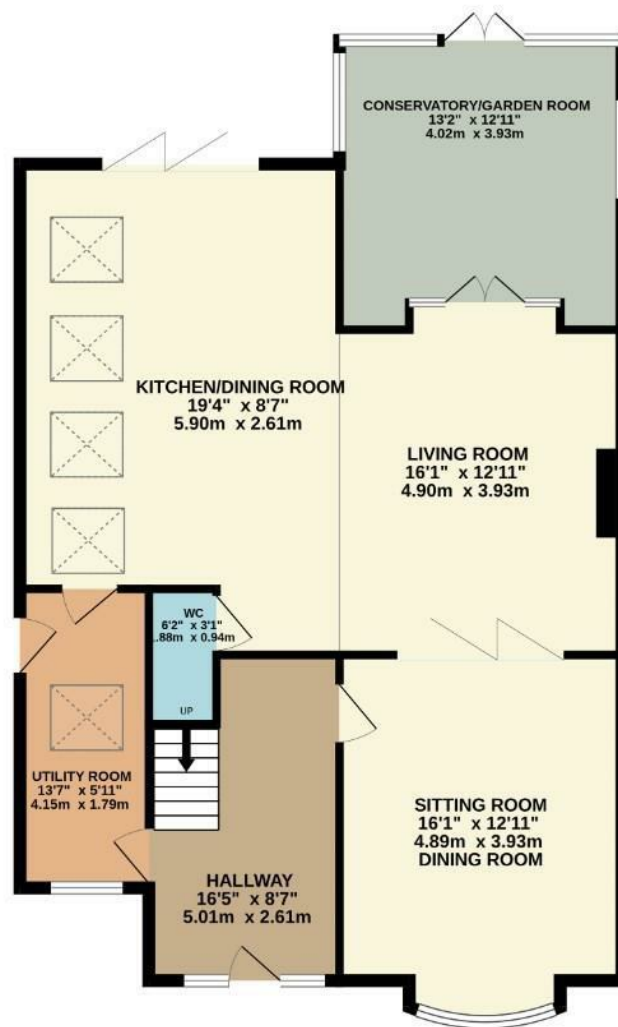 CONSERVATORY/GARDEN ROOM
13'2" x 12'11"
4.02m x 3.93m
KITCHEN/DINING ROOM
19'4" x 8'7"
5.90m x 2.61m
LIVING ROOM
16'1" x 12'11"
4.90m x 3.93m
WC
6'2" x 3'1"
.88m x 0.94m
UP
UTILITY ROOM
13'7" x 5'11"
4.15m x 1.79m
SITTING ROOM
16'1" x 12'11"
4.89m x 3.93m
DINING ROOM
HALLWAY
16'5" x 8'7"
5.01m x 2.61m